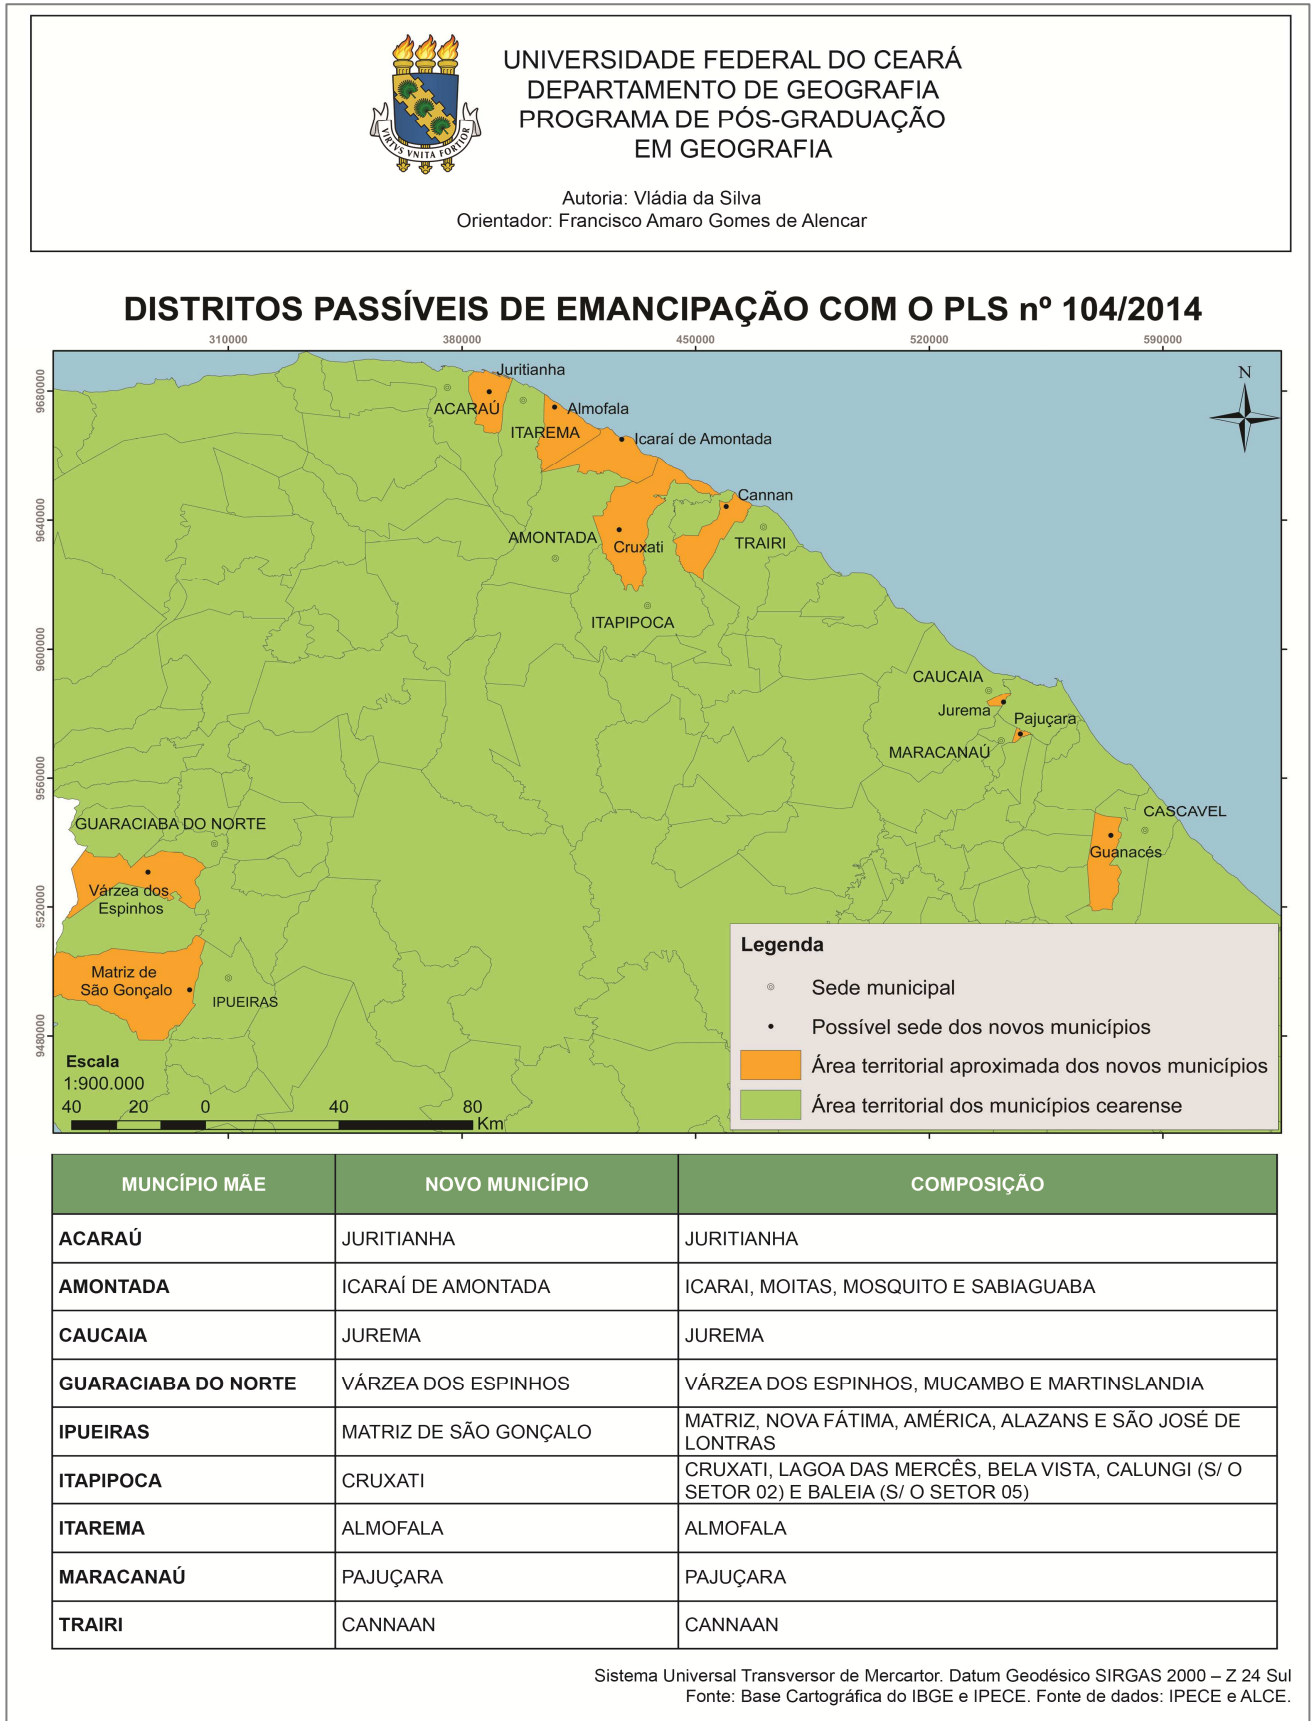 VIRTVS VNITA FORTIOR
UNIVERSIDADE FEDERAL DO CEARÁ
DEPARTAMENTO DE GEOGRAFIA
PROGRAMA DE PÓS-GRADUAÇÃO
EM GEOGRAFIA
Autoria: Vládia da Silva
Orientador: Francisco Amaro Gomes de Alencar
DISTRITOS PASSÍVEIS DE EMANCIPAÇÃO COM O PLS nº 104/2014
310000 380000 450000 520000 590000
9680000
9640000
9600000
9560000
9520000
9480000
N
Juritianha
ACARAÚ
Almofala
ITAREMA
Icaraí de Amontada
Cannan
AMONTADA
Cruxati
TRAIRI
ITAPIPOCA
CAUCAIA
Jurema
Pajuçara
MARACANAÚ
CASCAVEL
GUARACIABA DO NORTE
Guanacés
Várzea dos
Espinhos
Matriz de
São Gonçalo
IPUEIRAS
Escala
1:900.000
40 20 0 40 80
Km
Legenda
Sede municipal
Possível sede dos novos municípios
Área territorial aproximada dos novos municípios
Área territorial dos municípios cearense
MUNCÍPIO MÃE NOVO MUNICÍPIO COMPOSIÇÃO
ACARAÚ JURITIANHA JURITIANHA
AMONTADA ICARAÍ DE AMONTADA ICARAI, MOITAS, MOSQUITO E SABIAGUABA
CAUCAIA JUREMA JUREMA
GUARACIABA DO NORTE VÁRZEA DOS ESPINHOS VÁRZEA DOS ESPINHOS, MUCAMBO E MARTINSLANDIA
IPUEIRAS MATRIZ DE SÃO GONÇALO MATRIZ, NOVA FÁTIMA, AMÉRICA, ALAZANS E SÃO JOSÉ DE
LONTRAS
ITAPIPOCA CRUXATI CRUXATI, LAGOA DAS MERCÊS, BELA VISTA, CALUNGI (S/ O
SETOR 02) E BALEIA (S/ O SETOR 05)
ITAREMA ALMOFALA ALMOFALA
MARACANAÚ PAJUÇARA PAJUÇARA
TRAIRI CANNAAN CANNAAN
Sistema Universal Transversor de Mercartor. Datum Geodésico SIRGAS 2000 – Z 24 Sul
Fonte: Base Cartográfica do IBGE e IPECE. Fonte de dados: IPECE e ALCE.